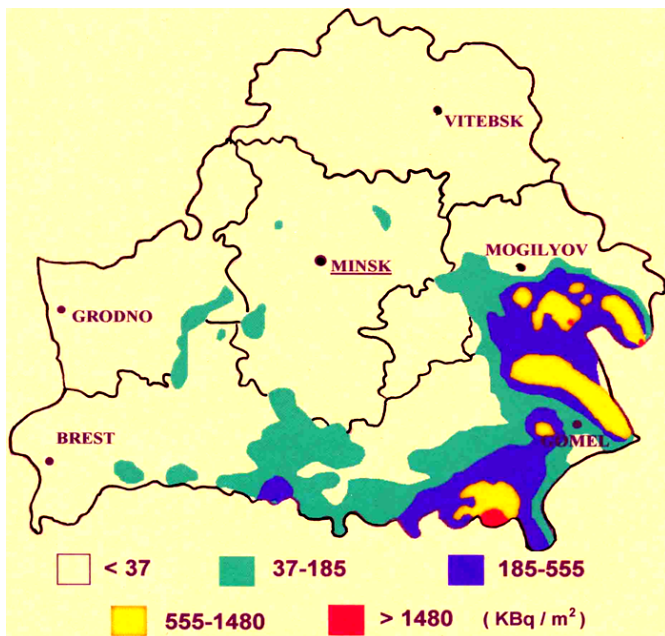 VITEBSK
MOGILYOV
MINSK
GRODNO
BREST
GOMEL
< 37
37-185
185-555
555-1480
> 1480 ( KBq / m² )